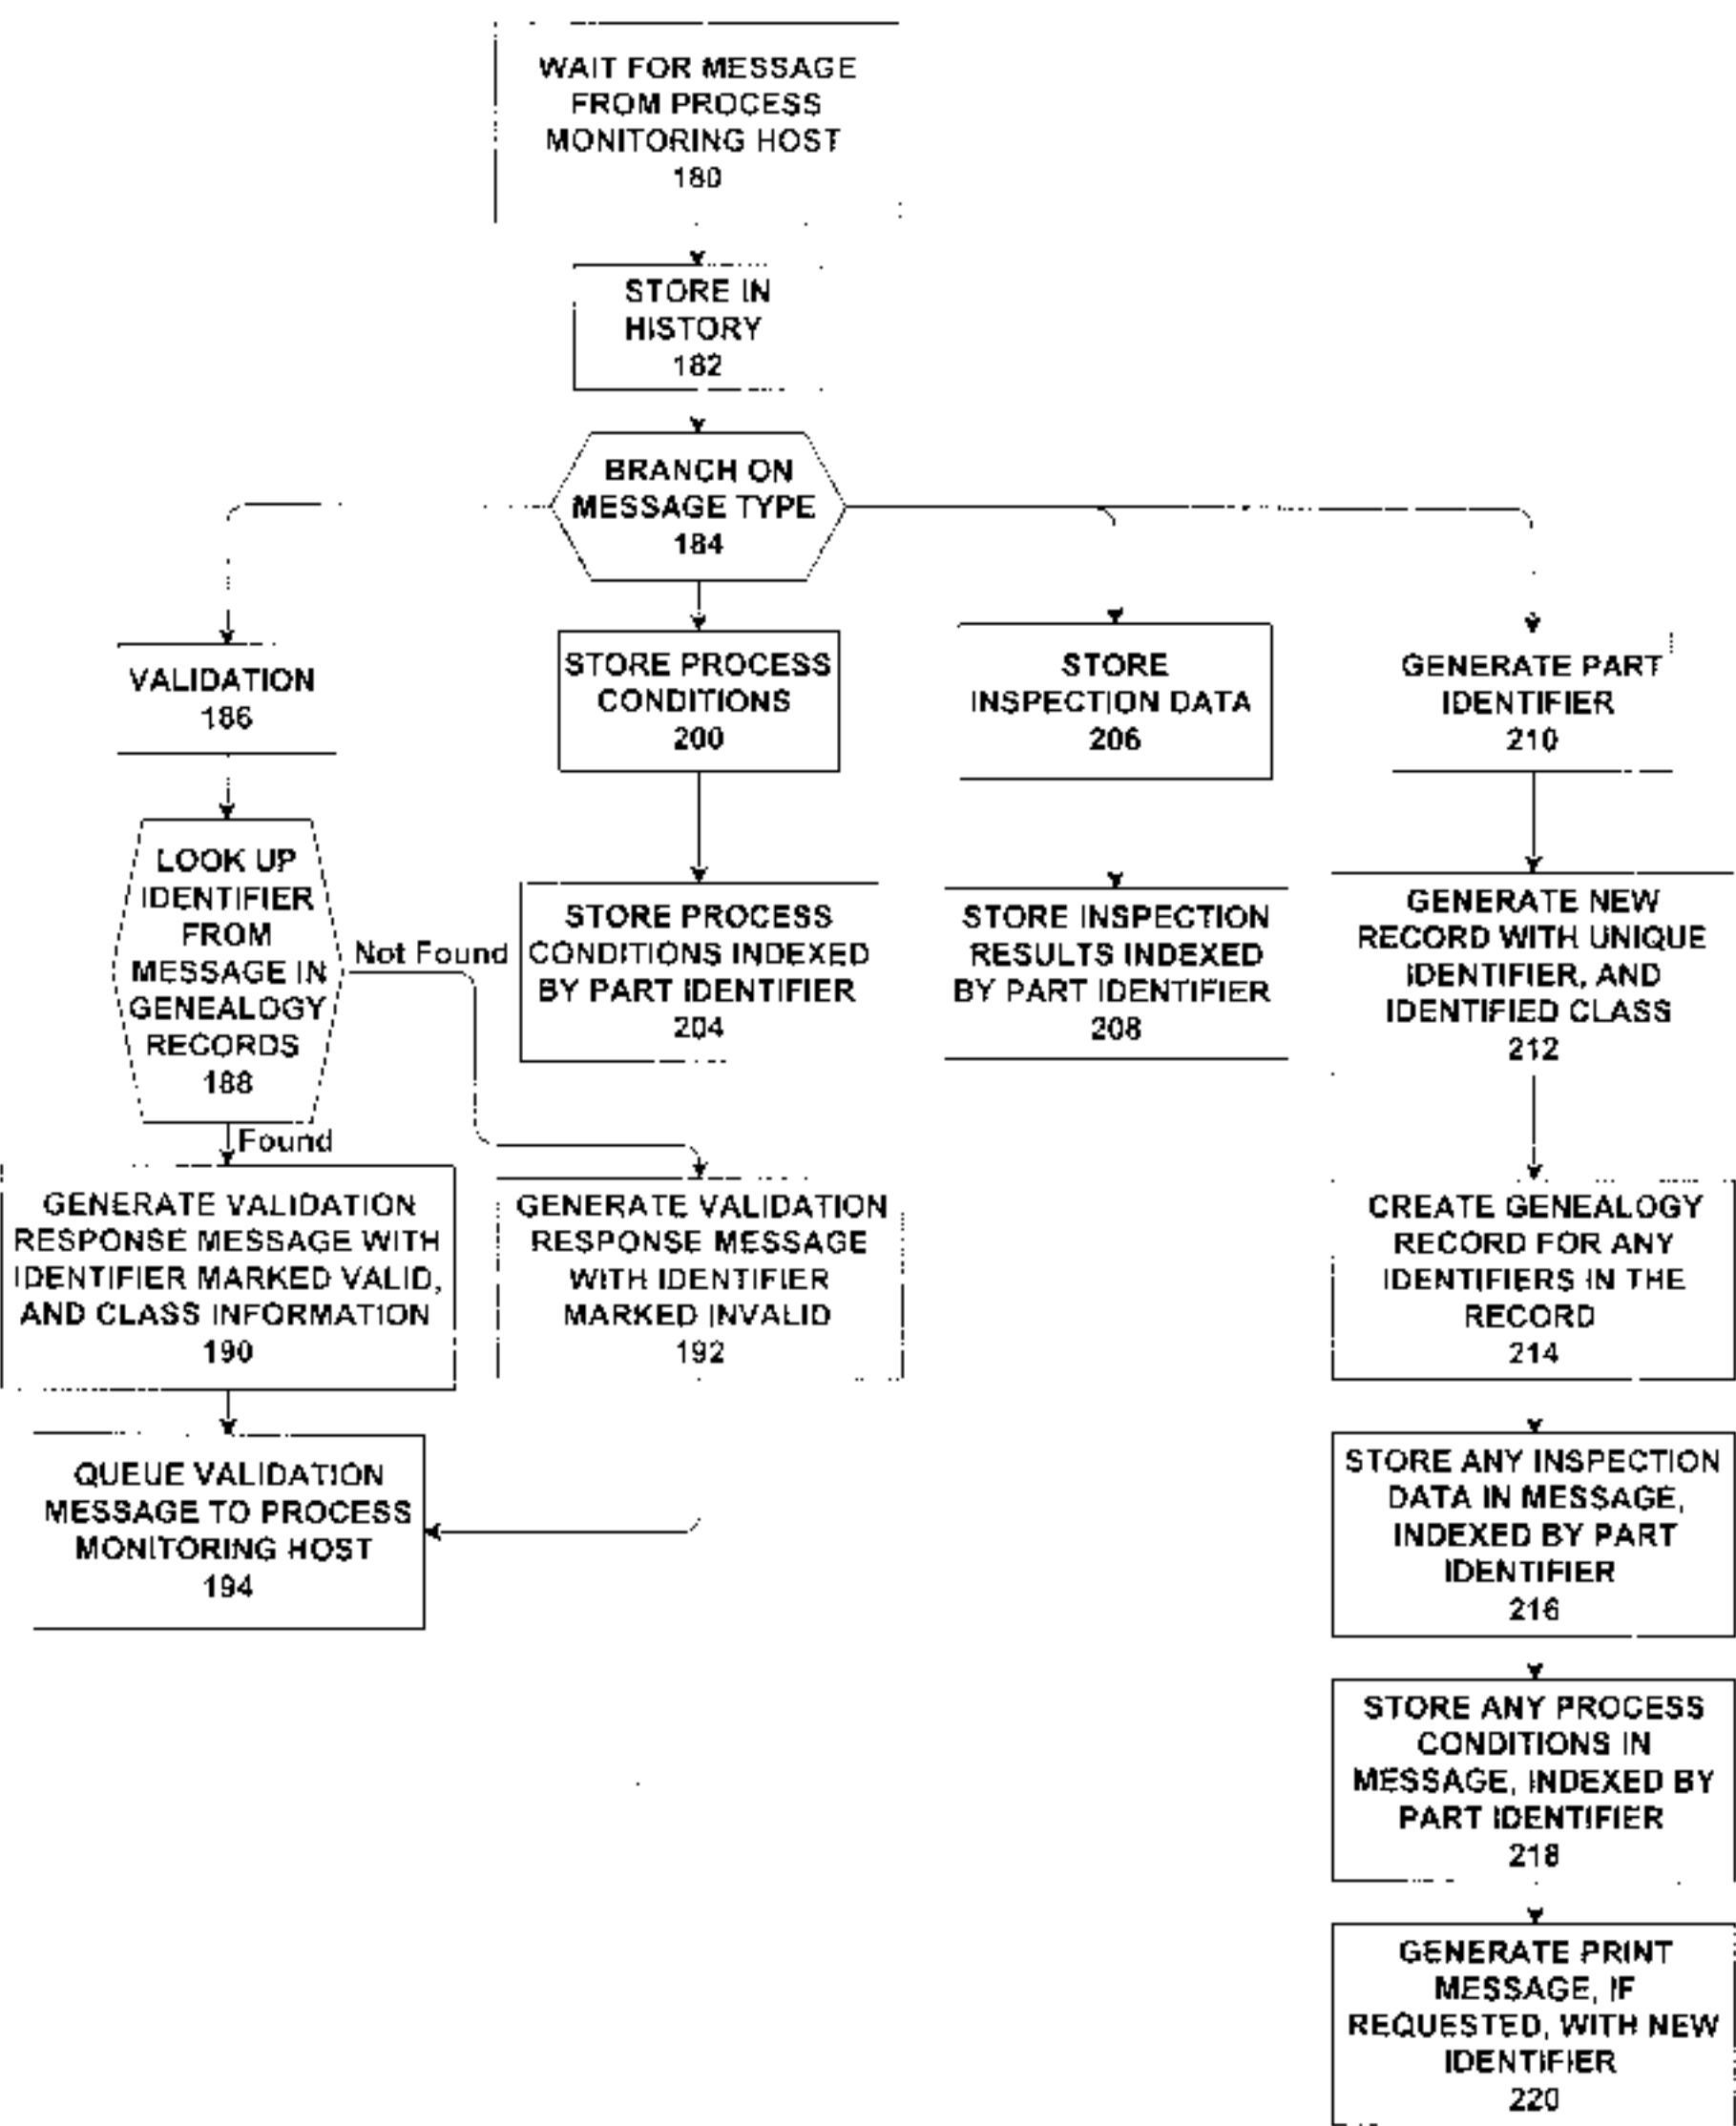 WAIT FOR MESSAGE
FROM PROCESS
MONITORING HOST
180
STORE IN
HISTORY
182
BRANCH ON
MESSAGE TYPE
184
VALIDATION
186
STORE PROCESS
CONDITIONS
200
STORE
INSPECTION DATA
206
GENERATE PART
IDENTIFIER
210
LOOK UP
IDENTIFIER
FROM
MESSAGE IN
GENEALOGY
RECORDS
188
Not Found
Found
STORE PROCESS
CONDITIONS INDEXED
BY PART IDENTIFIER
204
STORE INSPECTION
RESULTS INDEXED
BY PART IDENTIFIER
208
GENERATE NEW
RECORD WITH UNIQUE
IDENTIFIER, AND
IDENTIFIED CLASS
212
GENERATE VALIDATION
RESPONSE MESSAGE WITH
IDENTIFIER MARKED VALID,
AND CLASS INFORMATION
190
GENERATE VALIDATION
RESPONSE MESSAGE
WITH IDENTIFIER
MARKED INVALID
192
CREATE GENEALOGY
RECORD FOR ANY
IDENTIFIERS IN THE
RECORD
214
QUEUE VALIDATION
MESSAGE TO PROCESS
MONITORING HOST
194
STORE ANY INSPECTION
DATA IN MESSAGE,
INDEXED BY PART
IDENTIFIER
216
STORE ANY PROCESS
CONDITIONS IN
MESSAGE, INDEXED BY
PART IDENTIFIER
218
GENERATE PRINT
MESSAGE, IF
REQUESTED, WITH NEW
IDENTIFIER
220